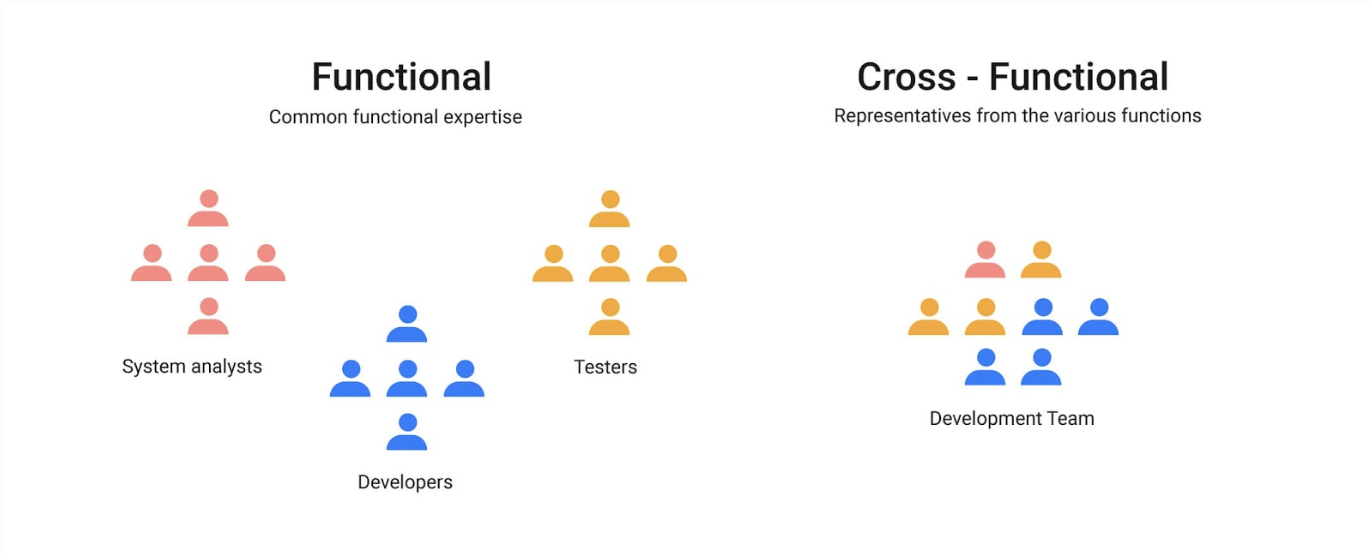 Functional
Common functional expertise
System analysts
Developers
Testers
Cross - Functional
Representatives from the various functions
Development Team